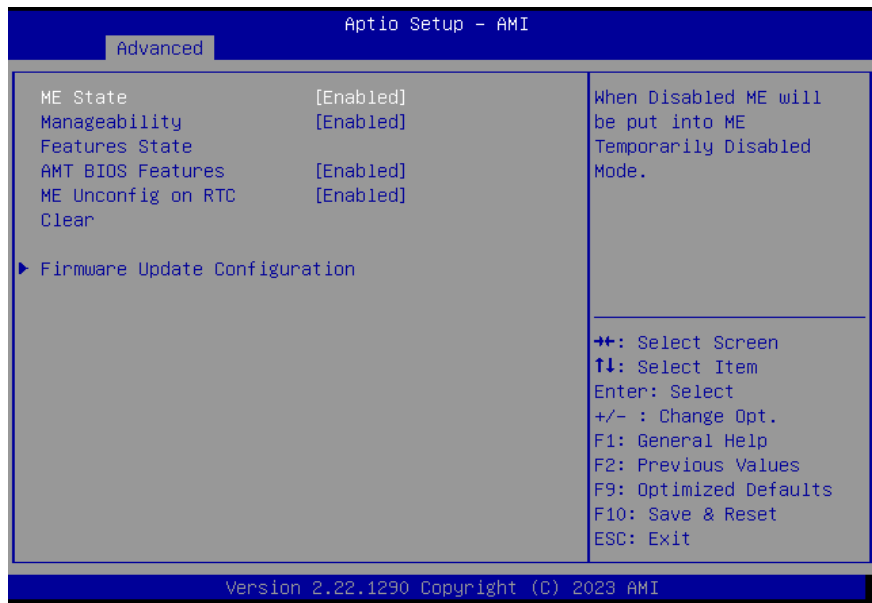 Aptio Setup – AMI
Advanced
ME State [Enabled]
Manageability [Enabled]
Features State
AMT BIOS Features [Enabled]
ME Unconfig on RTC [Enabled]
Clear
Firmware Update Configuration
When Disabled ME will
be put into ME
Temporarily Disabled
Mode.
→←: Select Screen
↑↓: Select Item
Enter: Select
+/- : Change Opt.
F1: General Help
F2: Previous Values
F9: Optimized Defaults
F10: Save & Reset
ESC: Exit
Version 2.22.1290 Copyright (C) 2023 AMI